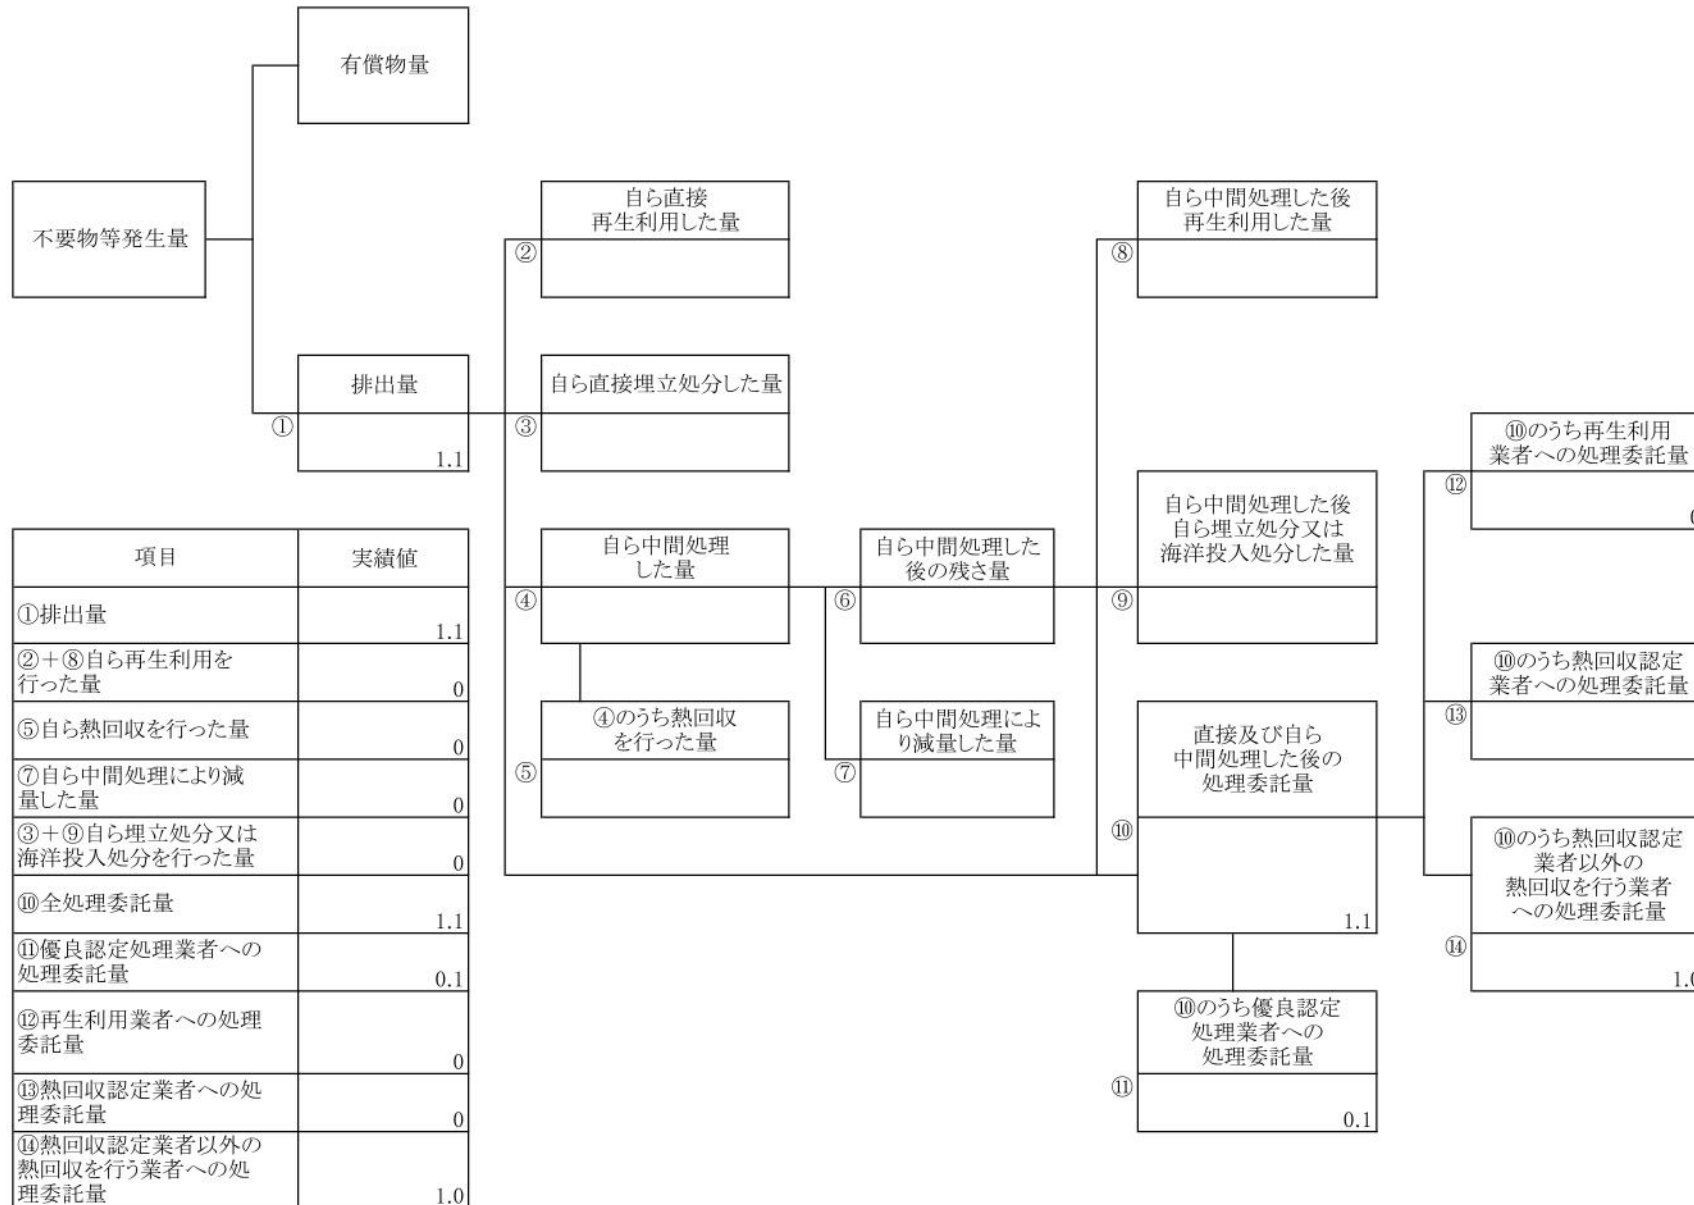 有償物量
不要物等発生量
自ら直接
再生利用した量
②
自ら中間処理した後
再生利用した量
⑧
排出量
①
1.1
自ら直接埋立処分した量
③
⑩のうち再生利用
業者への処理委託量
⑫
自ら中間処理
した量
④
自ら中間処理した
後の残さ量
⑥
自ら中間処理した後
自ら埋立処分又は
海洋投入処分した量
⑨
④のうち熱回収
を行った量
⑤
自ら中間処理によ
り減量した量
⑦
直接及び自ら
中間処理した後の
処理委託量
⑩
1.1
⑩のうち熱回収認定
業者への処理委託量
⑬
⑩のうち熱回収認定
業者以外の
熱回収を行う業者
への処理委託量
⑭
1.0
⑩のうち優良認定
処理業者への
処理委託量
⑪
0.1
項目 実績値
①排出量
1.1
②+⑧自ら再生利用を
行った量
0
⑤自ら熱回収を行った量
0
⑦自ら中間処理により減
量した量
0
③+⑨自ら埋立処分又は
海洋投入処分を行った量
0
⑩全処理委託量
1.1
⑪優良認定処理業者への
処理委託量
0.1
⑫再生利用業者への処理
委託量
0
⑬熱回収認定業者への処
理委託量
0
⑭熱回収認定業者以外の
熱回収を行う業者への処
理委託量
1.0